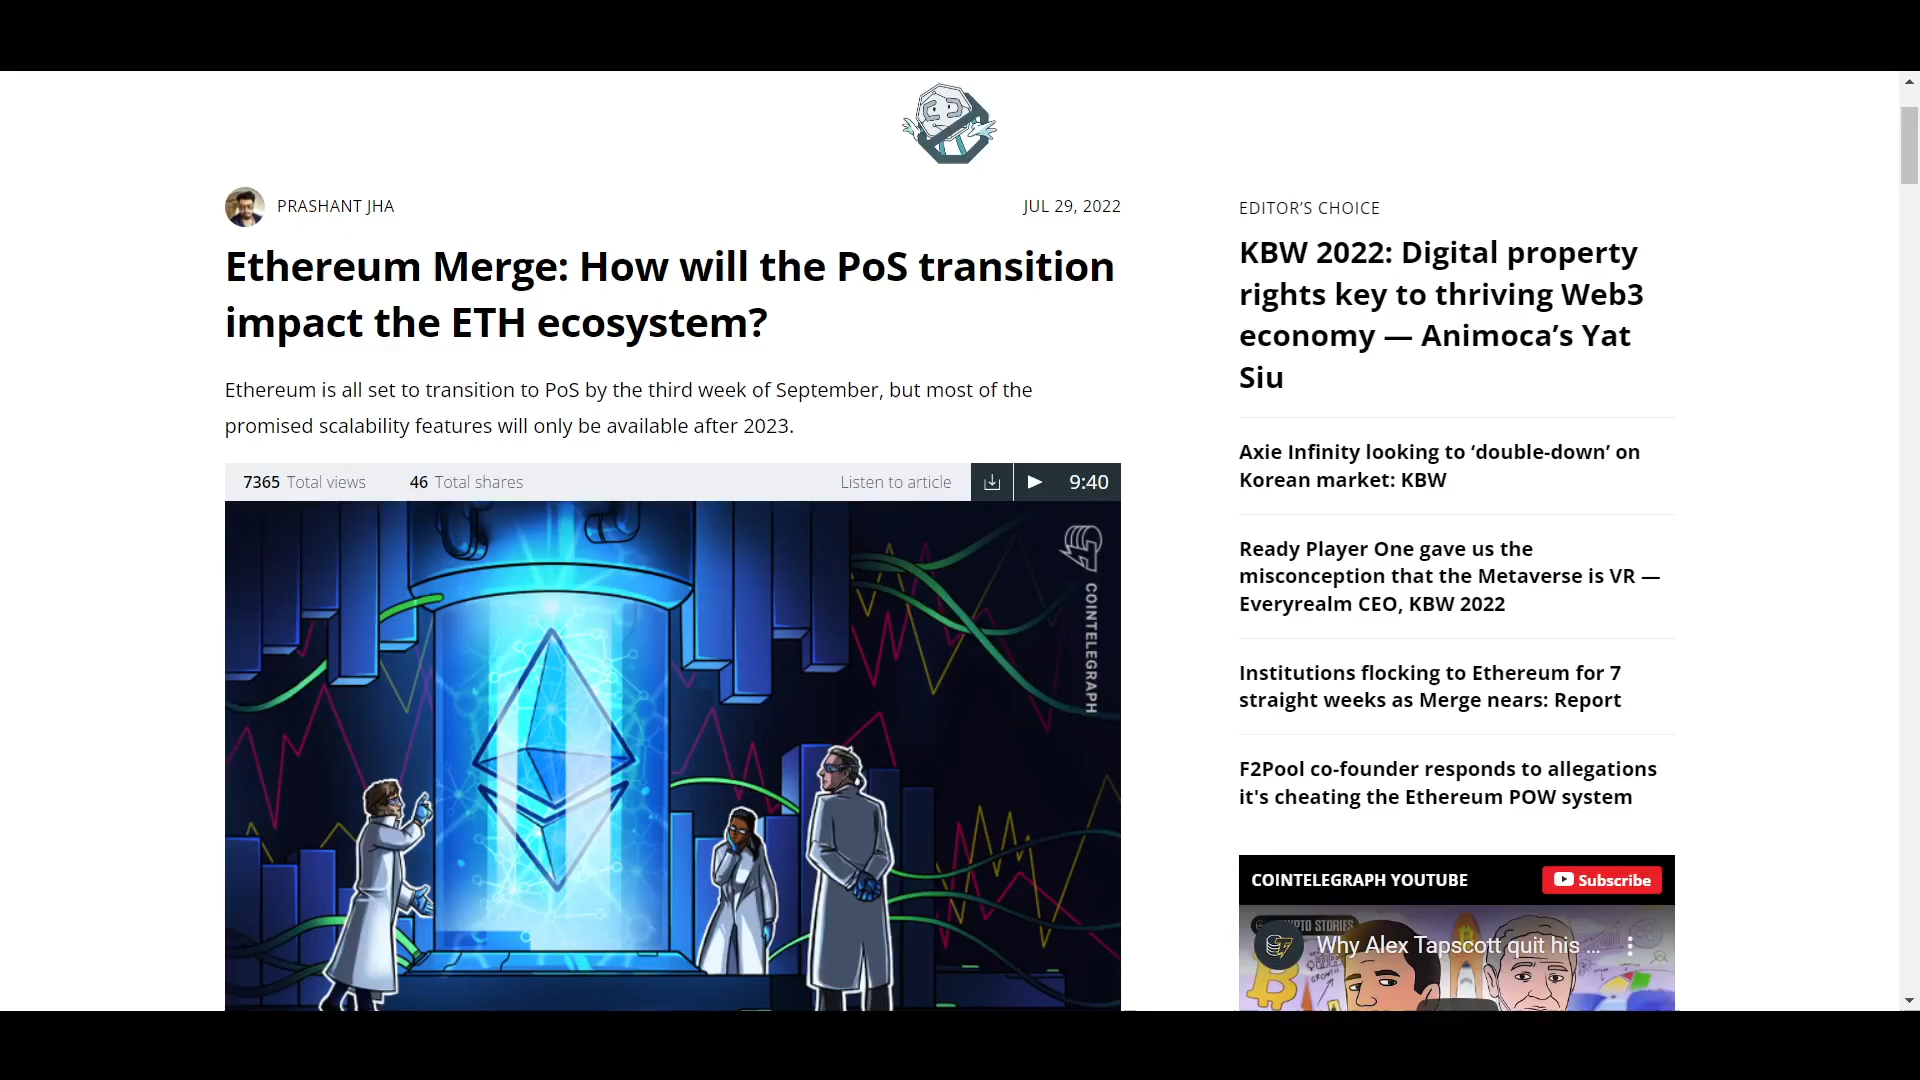 PRASHANT JHA
JUL 29, 2022
Ethereum Merge: How will the PoS transition
impact the ETH ecosystem?
Ethereum is all set to transition to PoS by the third week of September, but most of the
promised scalability features will only be available after 2023.
7365 Total views
46 Total shares
Listen to article
9:40
COINTELEGRAPH
EDITOR’S CHOICE
KBW 2022: Digital property
rights key to thriving Web3
economy — Animoca’s Yat
Siu
Axie Infinity looking to ‘double-down’ on
Korean market: KBW
Ready Player One gave us the
misconception that the Metaverse is VR —
Everyrealm CEO, KBW 2022
Institutions flocking to Ethereum for 7
straight weeks as Merge nears: Report
F2Pool co-founder responds to allegations
it's cheating the Ethereum POW system
COINTELEGRAPH YOUTUBE
Subscribe
STORIES
Why Alex Tapscott quit his ...